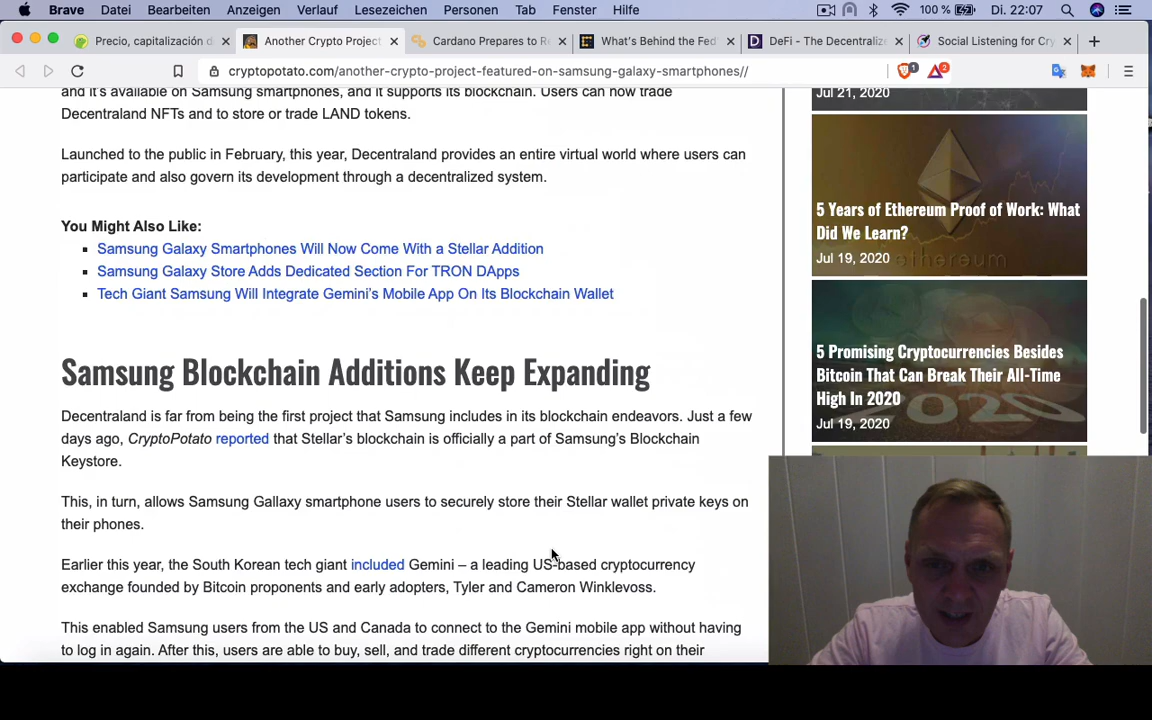 Brave Datei Bearbeiten Anzeigen Verlauf Lesezeichen Personen Tab Fenster Hilfe 100 % Di. 22:07
Precio, capitalización d
Another Crypto Project
Cardano Prepares to Re
What's Behind the Fed'
DeFi - The Decentralize
Social Listening for Cry
cryptopotato.com/another-crypto-project-featured-on-samsung-galaxy-smartphones//
1
2
and it's available on Samsung smartphones, and it supports its blockchain. Users can now trade
Decentraland NFTs and to store or trade LAND tokens.
Launched to the public in February, this year, Decentraland provides an entire virtual world where users can
participate and also govern its development through a decentralized system.
You Might Also Like:
Samsung Galaxy Smartphones Will Now Come With a Stellar Addition
Samsung Galaxy Store Adds Dedicated Section For TRON DApps
Tech Giant Samsung Will Integrate Gemini's Mobile App On Its Blockchain Wallet
Samsung Blockchain Additions Keep Expanding
Decentraland is far from being the first project that Samsung includes in its blockchain endeavors. Just a few
days ago, CryptoPotato reported that Stellar's blockchain is officially a part of Samsung's Blockchain
Keystore.
This, in turn, allows Samsung Gallaxy smartphone users to securely store their Stellar wallet private keys on
their phones.
Earlier this year, the South Korean tech giant included Gemini – a leading US-based cryptocurrency
exchange founded by Bitcoin proponents and early adopters, Tyler and Cameron Winklevoss.
This enabled Samsung users from the US and Canada to connect to the Gemini mobile app without having
to log in again. After this, users are able to buy, sell, and trade different cryptocurrencies right on their
Jul 21, 2020
5 Years of Ethereum Proof of Work: What
Did We Learn?
Jul 19, 2020
ethereum
5 Promising Cryptocurrencies Besides
Bitcoin That Can Break Their All-Time
High In 2020
Jul 19, 2020
2020